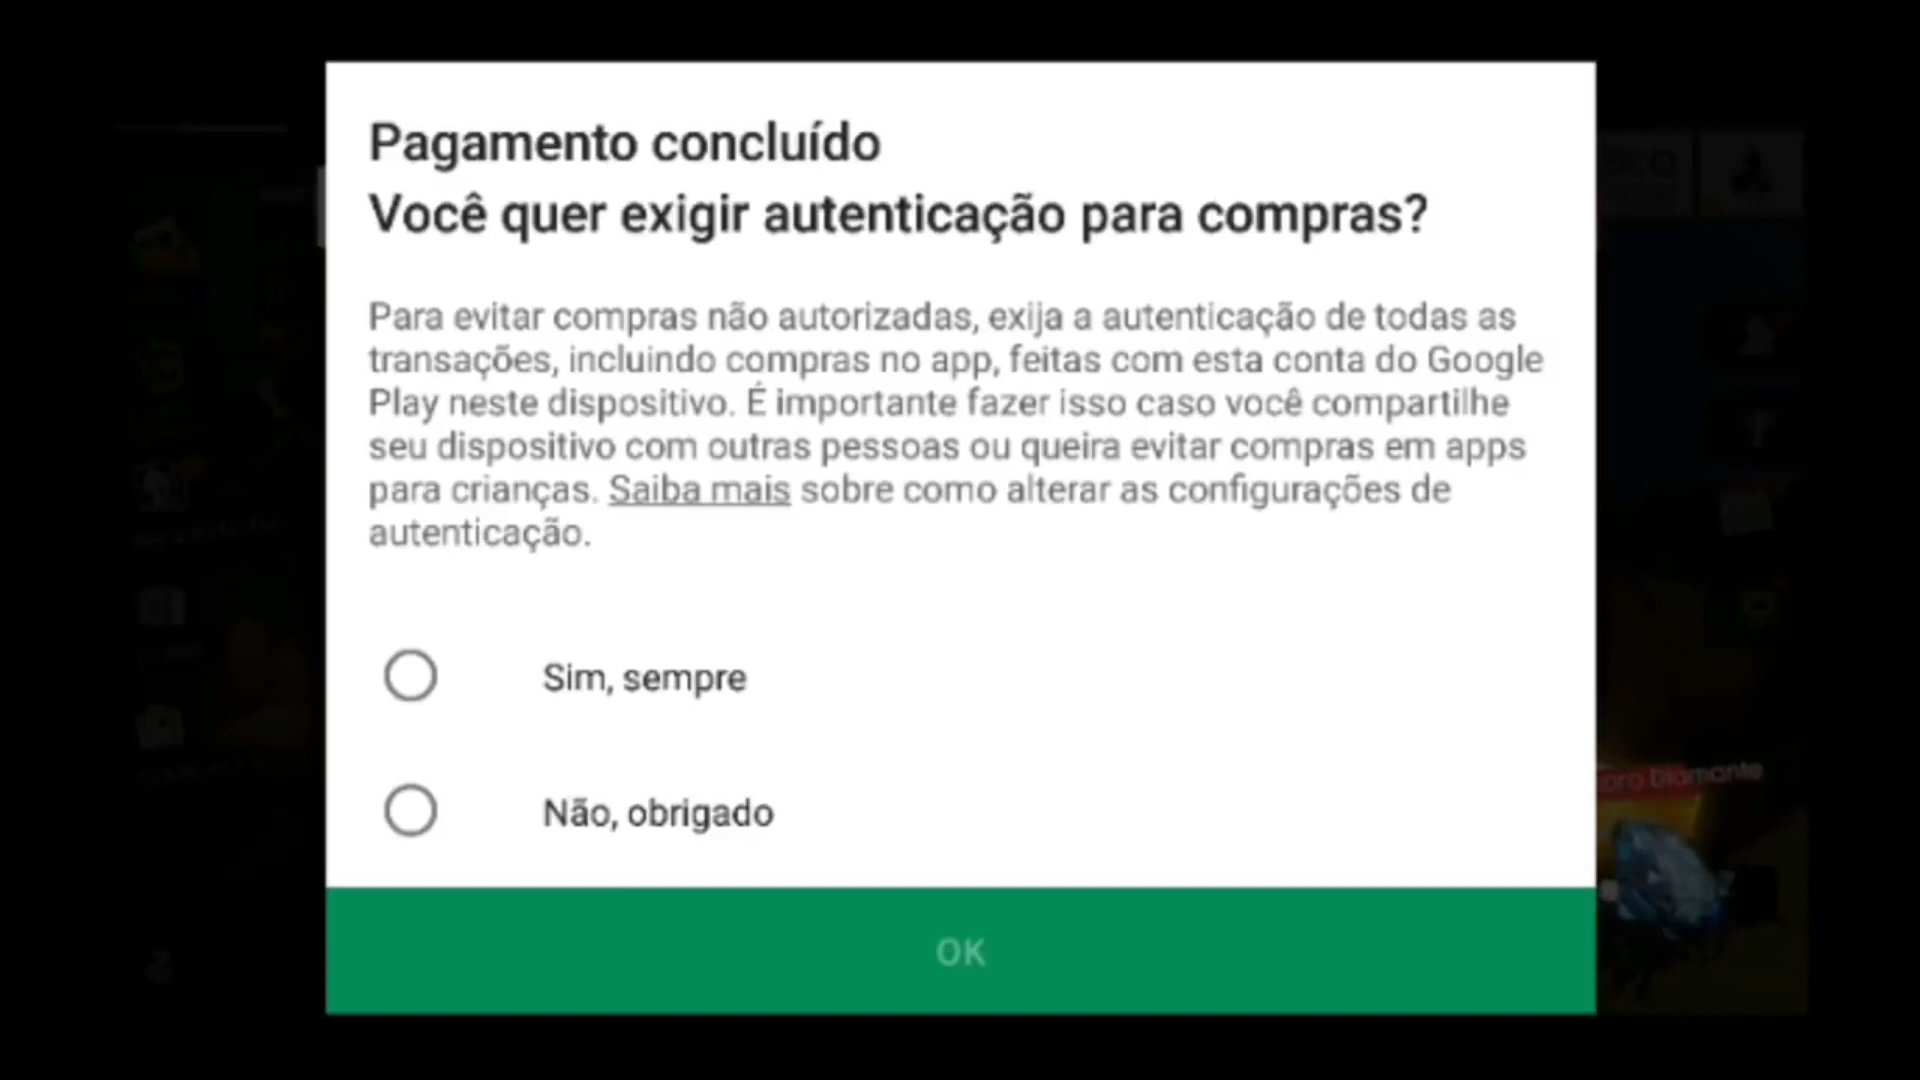 Pagamento concluído
Você quer exigir autenticação para compras?
Para evitar compras não autorizadas, exija a autenticação de todas as
transações, incluindo compras no app, feitas com esta conta do Google
Play neste dispositivo. É importante fazer isso caso você compartilhe
seu dispositivo com outras pessoas ou queira evitar compras em apps
para crianças. Saiba mais sobre como alterar as configurações de
autenticação.
Sim, sempre
Não, obrigado
Diamante
OK